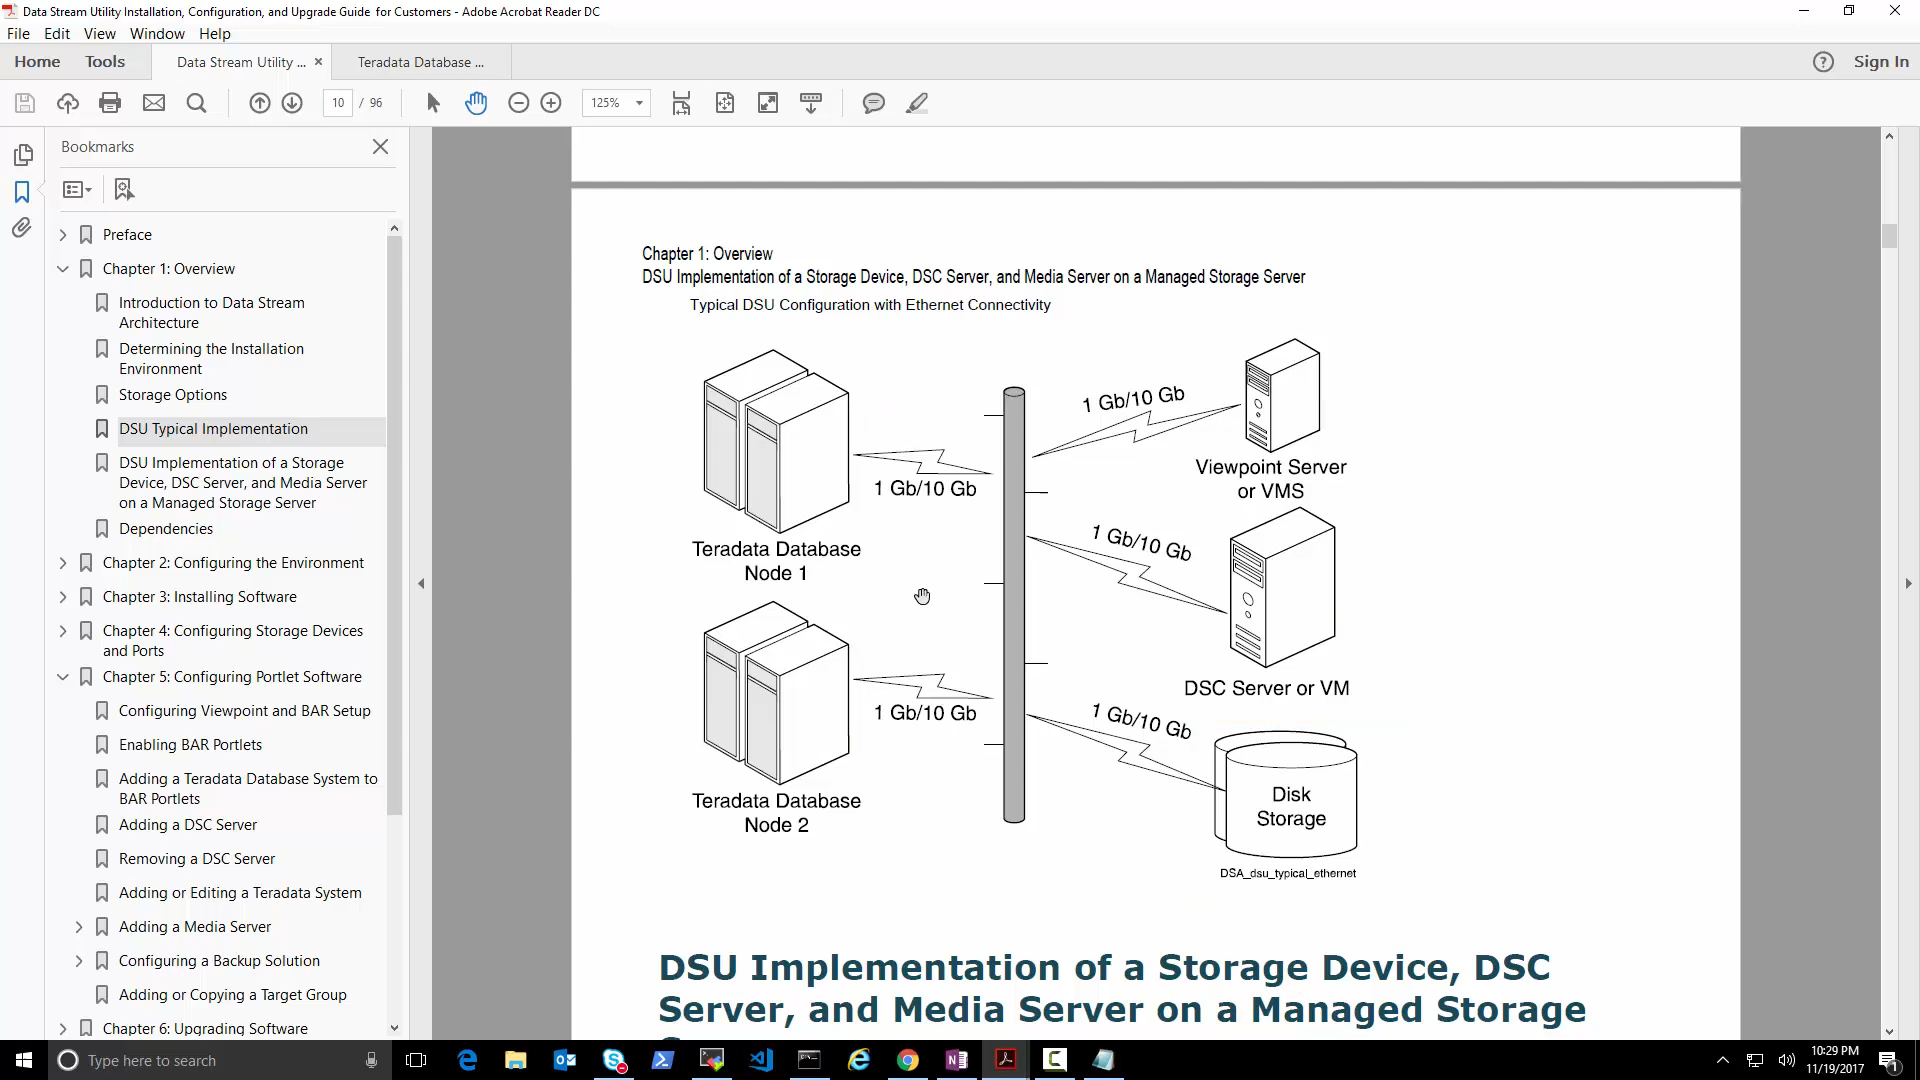 Data Stream Utility Installation, Configuration, and Upgrade Guide for Customers - Adobe Acrobat Reader DC
File Edit View Window Help
Home Tools Data Stream Utility ... × Teradata Database ... Sign In
10 / 96 125%
Bookmarks
Preface
Chapter 1: Overview
Introduction to Data Stream
Architecture
Determining the Installation
Environment
Storage Options
DSU Typical Implementation
DSU Implementation of a Storage
Device, DSC Server, and Media Server
on a Managed Storage Server
Dependencies
Chapter 2: Configuring the Environment
Chapter 3: Installing Software
Chapter 4: Configuring Storage Devices
and Ports
Chapter 5: Configuring Portlet Software
Configuring Viewpoint and BAR Setup
Enabling BAR Portlets
Adding a Teradata Database System to
BAR Portlets
Adding a DSC Server
Removing a DSC Server
Adding or Editing a Teradata System
Adding a Media Server
Configuring a Backup Solution
Adding or Copying a Target Group
Chapter 6: Upgrading Software
Chapter 1: Overview
DSU Implementation of a Storage Device, DSC Server, and Media Server on a Managed Storage Server
Typical DSU Configuration with Ethernet Connectivity
1 Gb/10 Gb
Viewpoint Server
or VMS
1 Gb/10 Gb
1 Gb/10 Gb
Teradata Database
Node 1
DSC Server or VM
1 Gb/10 Gb
1 Gb/10 Gb
Teradata Database
Node 2
Disk
Storage
DSA_dsu_typical_ethernet
DSU Implementation of a Storage Device, DSC
Server, and Media Server on a Managed Storage
Type here to search
10:29 PM
11/19/2017
1